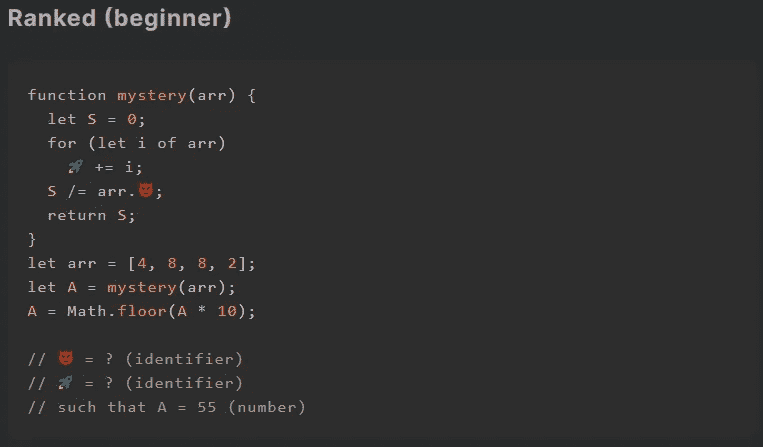 Ranked (beginner)
function mystery(arr) {
let S = 0;
for (let i of arr)
🚀 += i;
S /= arr.😈;
return S;
}
let arr = [4, 8, 8, 2];
let A = mystery(arr);
A = Math.floor(A * 10);
// 😈 = ? (identifier)
// 🚀 = ? (identifier)
// such that A = 55 (number)